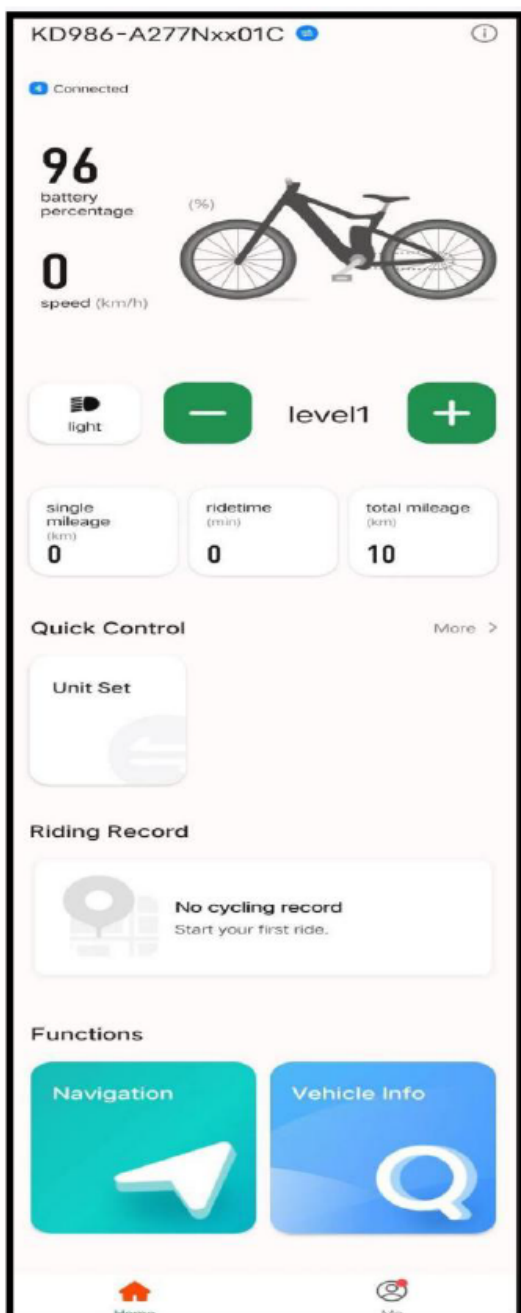 KD986-A277Nxx01C
Connected
96
battery
percentage
(%)
0
speed (km/h)
light
level1
single
mileage
(km)
0
ridetime
(min)
0
total mileage
(km)
10
Quick Control
More >
Unit Set
Riding Record
No cycling record
Start your first ride.
Functions
Navigation
Vehicle Info
Home
Me